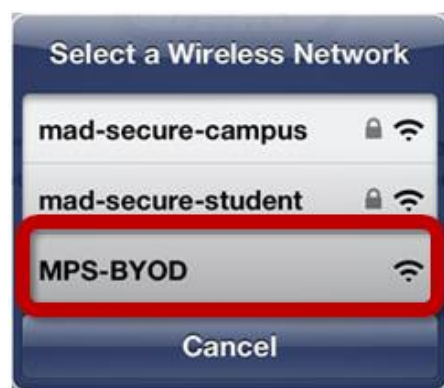 Select a Wireless Network
mad-secure-campus
mad-secure-student
MPS-BYOD
Cancel